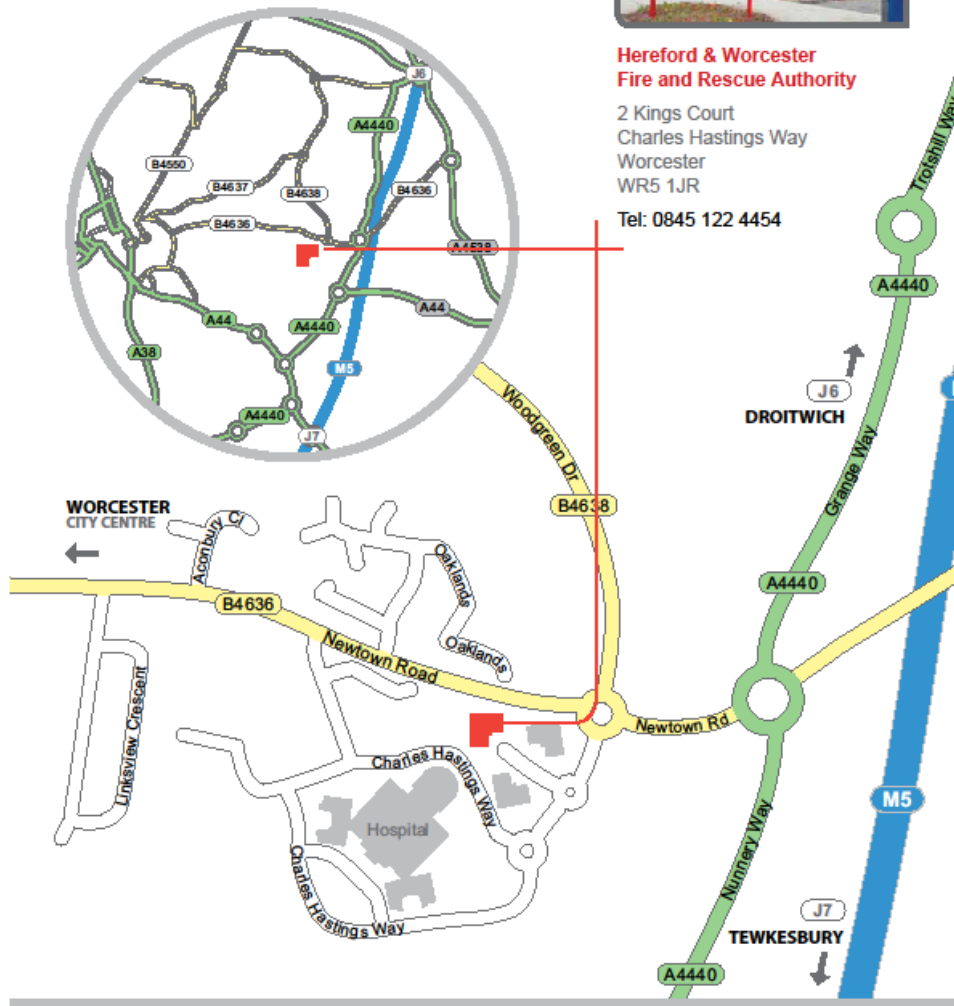 Hereford & Worcester
Fire and Rescue Authority
2 Kings Court
Charles Hastings Way
Worcester
WR5 1JR
Tel: 0845 122 4454
J6
A4440
B4550
B4637
B4638
B4636
B4636
A4538
A44
A44
A4440
A38
M5
A4440
J7
Trotshill Way
A4440
J6
DROITWICH
Grange Way
Woodgreen Dr
B4638
WORCESTER
CITY CENTRE
Aconbury Cl
Oaklands
A4440
B4636
Newtown Road
Oaklands
Linksview Crescent
Newtown Rd
Charles Hastings Way
M5
Hospital
Nunnery Way
Charles Hastings Way
J7
TEWKESBURY
A4440